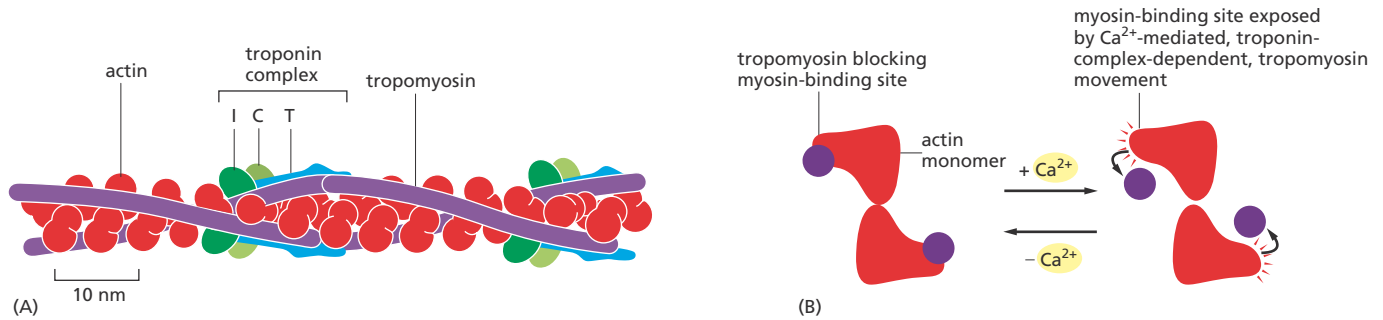 actin
troponin
complex
I C T
tropomyosin
10 nm
(A)
tropomyosin blocking
myosin-binding site
actin
monomer
+ Ca²⁺
− Ca²⁺
myosin-binding site exposed
by Ca²⁺-mediated, troponin-
complex-dependent, tropomyosin
movement
(B)